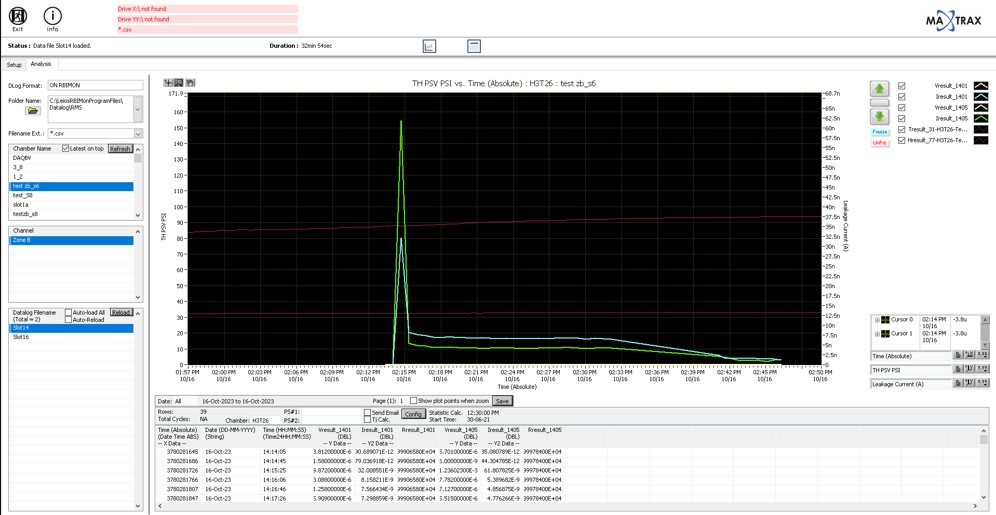 Drive X:\ not found
Drive YY:\ not found
*.csv
Exit
Info
MAXTRAX
Status : Data file Slot14 loaded.
Duration : 32min 54sec
Setup Analysis
DLog Format: ON RBIMON
Folder Name: C:\LeiosRBIMonProgramFiles\
Datalog\RMS
Filename Ext.: *.csv
Chamber Name Latest on top Refresh
DAQBV
3_8
1_2
test zb_s6
test_S8
slot1a
testzb_s8
Channel
Zone B
Datalog Filename Auto-load All Reload
(Total = 2) Auto-Reload
Slot14
Slot16
TH PSV PSI vs. Time (Absolute) : H3T26 : test zb_s6
171.9
160
150
140
130
120
110
100
90
80
70
60
50
40
30
20
10
0
TH PSV PSI
68.7n
65n
62.5n
60n
57.5n
55n
52.5n
50n
47.5n
45n
42.5n
40n
37.5n
35n
32.5n
30n
27.5n
25n
22.5n
20n
17.5n
15n
12.5n
10n
7.5n
5n
2.5n
0
Leakage Current (A)
01:57 PM 02:00 PM 02:03 PM 02:06 PM 02:09 PM 02:12 PM 02:15 PM 02:18 PM 02:21 PM 02:24 PM 02:27 PM 02:30 PM 02:33 PM 02:36 PM 02:39 PM 02:42 PM 02:45 PM 02:50 PM
10/16 10/16 10/16 10/16 10/16 10/16 10/16 10/16 10/16 10/16 10/16 10/16 10/16 10/16 10/16 10/16 10/16 10/16
Time (Absolute)
Freeze
UnFrz
Vresult_1401
Iresult_1401
Vresult_1405
Iresult_1405
Tresult_31-H3T26-Te...
Hresult_77-H3T26-Te...
Cursor 0 02:14 PM -3.8u
10/16
Cursor 1 02:14 PM -3.8u
10/16
Time (Absolute)
TH PSV PSI
Leakage Current (A)
Date: All 16-Oct-2023 to 16-Oct-2023 Page (1): 1 Show plot points when zoom Save
Rows: 39 PS#1: Send Email Config Statistic Calc. 12:30:00 PM
Total Cycles: NA Chamber: H3T26 PS#2: Tj Calc. Start Time: 30-06-21
Time (Absolute) Date (DD-MM-YYYY) Time (HH:MM:SS) Vresult_1401 Iresult_1401 Rresult_1401 Vresult_1405 Iresult_1405 Rresult_1405
(Date Time ABS) (String) (Time24HH:MM:SS) (DBL) (DBL) (DBL) (DBL)
-- X Data -- -- Y Data -- -- Y2 Data -- -- Y Data -- -- Y2 Data --
3780281645 16-Oct-23 14:14:05 3.81200000E-6 90.689071E-12 99906580E+04 5.70100000E-6 35.080789E-12 99978400E+04
3780281686 16-Oct-23 14:14:45 1.58000000E-6 79.036918E-12 99906580E+04 1.00000000E-6 44.304785E-12 99978400E+04
3780281726 16-Oct-23 14:15:25 9.87200000E-6 32.008551E-9 99906580E+04 1.23602300E-3 61.807825E-9 99978400E+04
3780281766 16-Oct-23 14:16:06 3.08800000E-6 8.158211E-9 99906580E+04 7.78200000E-6 5.389682E-9 99978400E+04
3780281807 16-Oct-23 14:16:46 1.25800000E-6 7.566434E-9 99906580E+04 7.12700000E-6 4.856875E-9 99978400E+04
3780281847 16-Oct-23 14:17:26 5.90900000E-6 7.298859E-9 99906580E+04 5.51500000E-6 4.776266E-9 99978400E+04